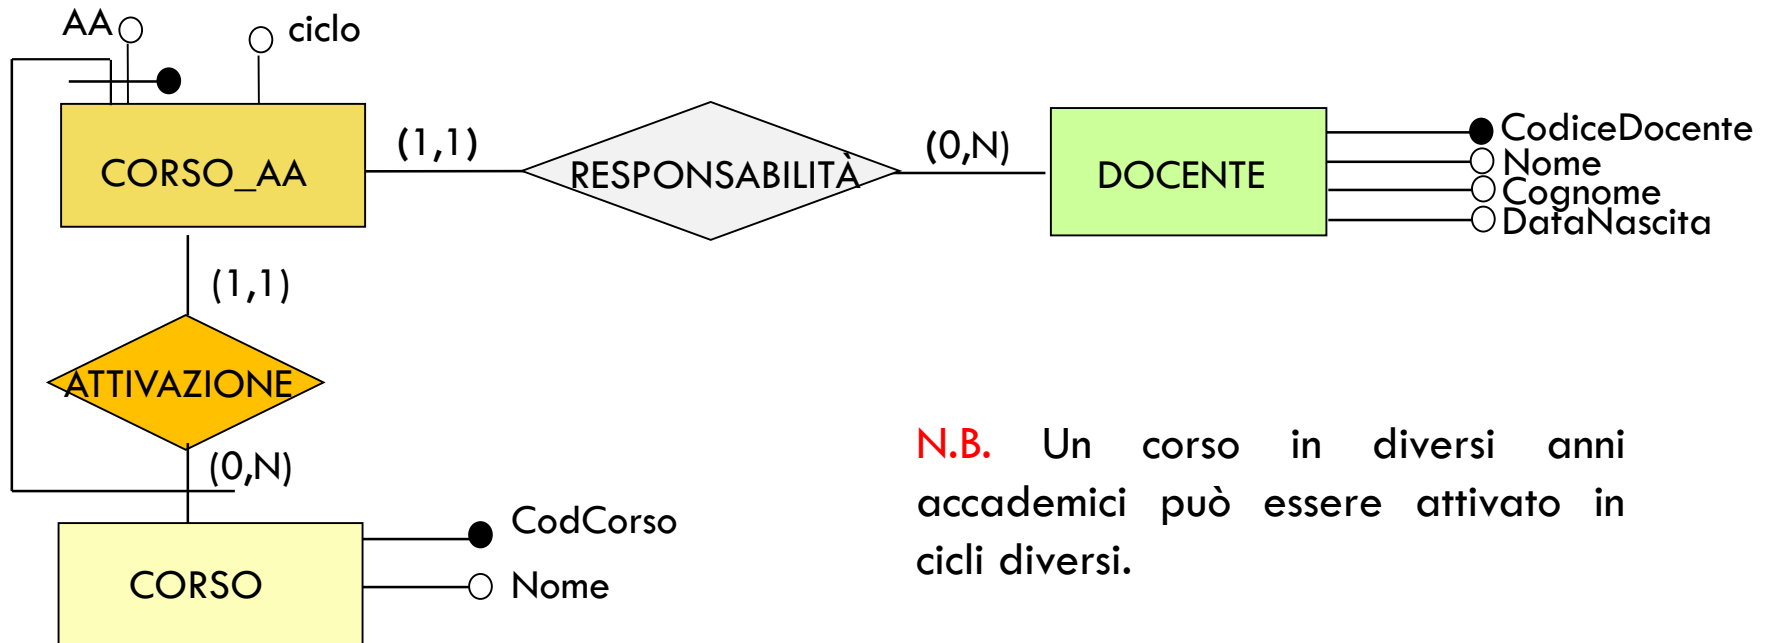 AA
ciclo
CORSO_AA
(1,1)
RESPONSABILITÀ
(0,N)
DOCENTE
CodiceDocente
Nome
Cognome
DataNascita
(1,1)
ATTIVAZIONE
(0,N)
CORSO
CodCorso
Nome
N.B. Un corso in diversi anni
accademici può essere attivato in
cicli diversi.